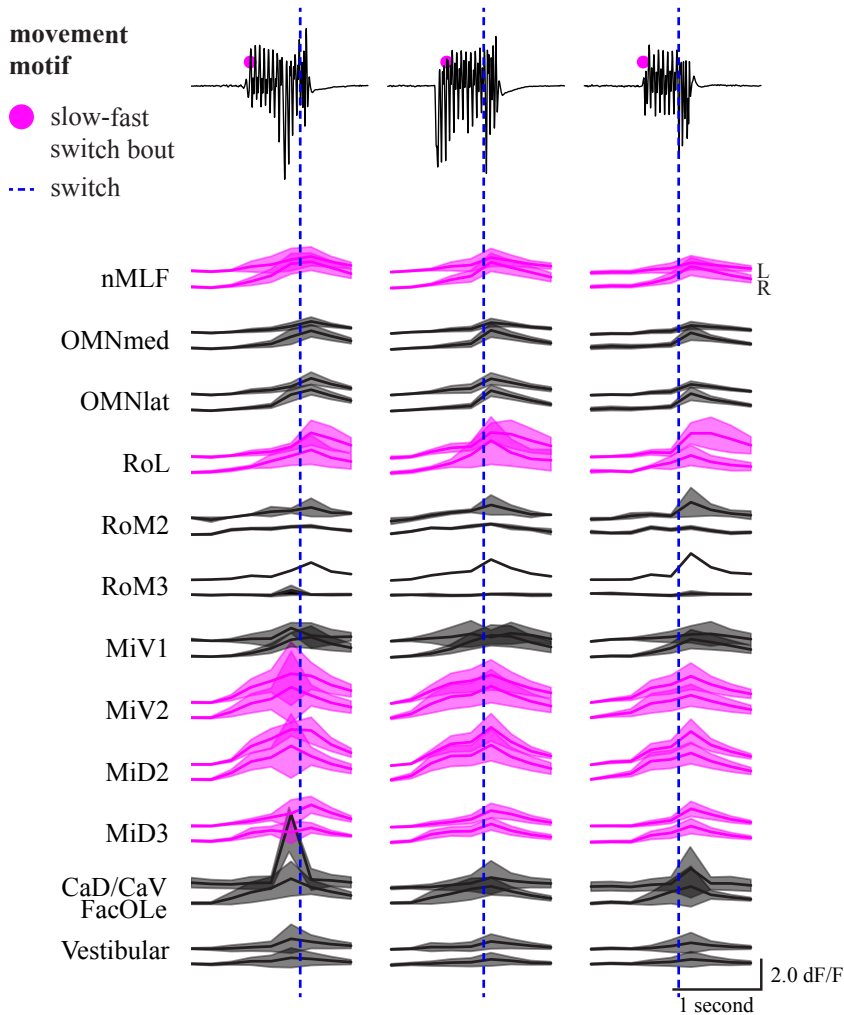 movement
motif
slow-fast
switch bout
switch
nMLF
L
R
OMNmed
OMNlat
RoL
RoM2
RoM3
MiV1
MiV2
MiD2
MiD3
CaD/CaV
FacOLe
Vestibular
2.0 dF/F
1 second